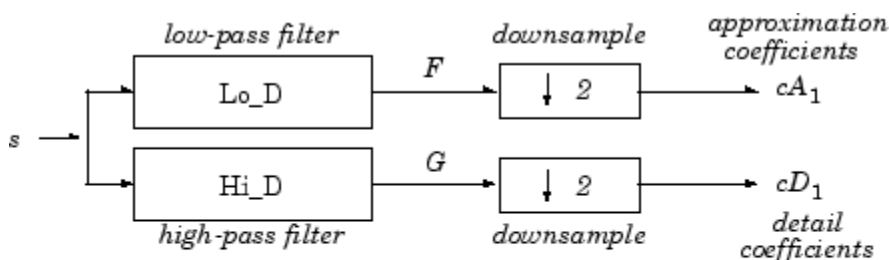 low-pass filter
downsample
approximation
coefficients
Lo_D
F
↓ 2
cA₁
s
Hi_D
G
↓ 2
cD₁
high-pass filter
downsample
detail
coefficients